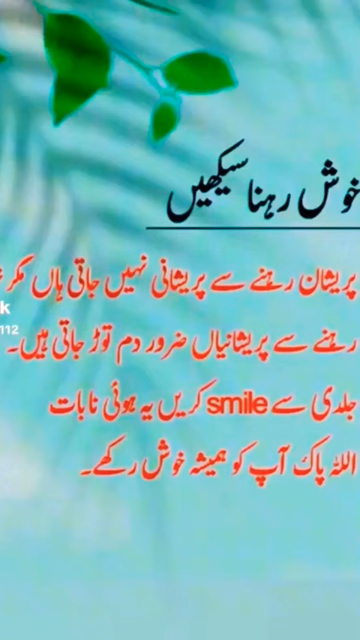 خوش رہنا سیکھیں
پریشان رہنے سے پریشانی نہیں جاتی ہاں مگر
رہنے سے پریشانیاں ضرور دم توڑ جاتی ہیں۔
k
112
جلدی سے smile کریں یہ ہوئی نا بات
اللہ پاک آپ کو ہمیشہ خوش رکھے۔